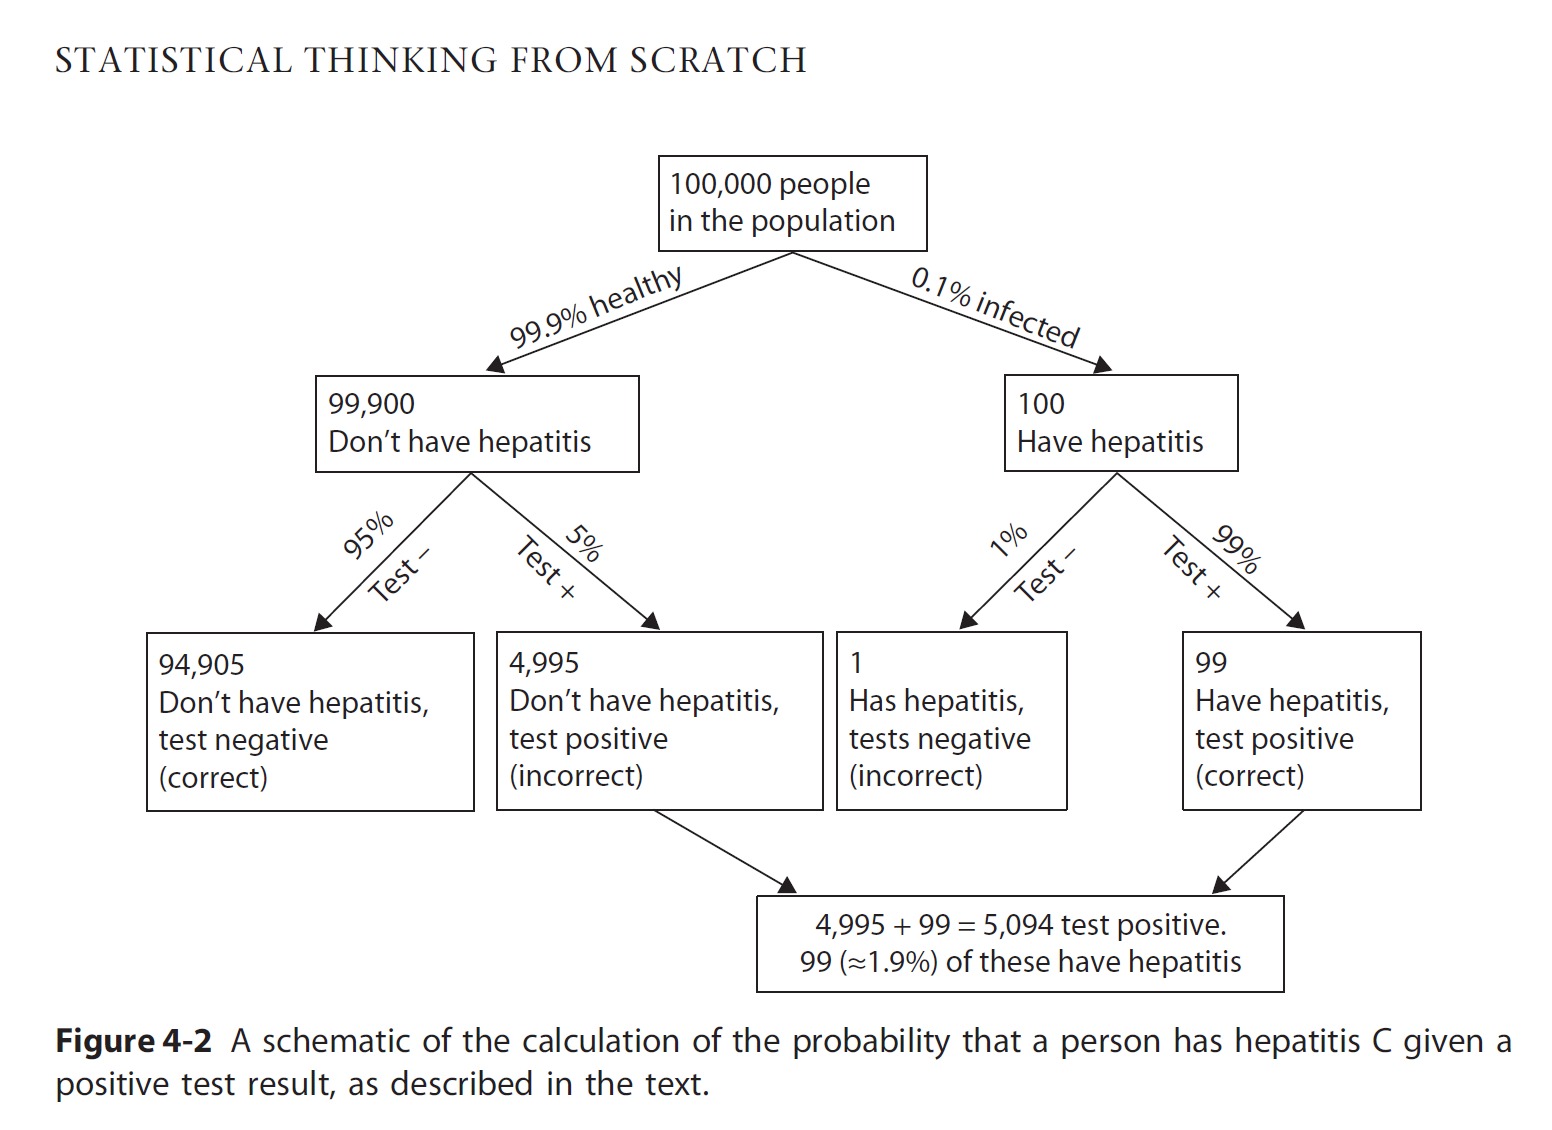 STATISTICAL THINKING FROM SCRATCH
100,000 people
in the population
99.9% healthy
0.1% infected
99,900
Don’t have hepatitis
100
Have hepatitis
95%
Test –
5%
Test +
1%
Test –
99%
Test +
94,905
Don’t have hepatitis,
test negative
(correct)
4,995
Don’t have hepatitis,
test positive
(incorrect)
1
Has hepatitis,
tests negative
(incorrect)
99
Have hepatitis,
test positive
(correct)
4,995 + 99 = 5,094 test positive.
99 (≈1.9%) of these have hepatitis
Figure 4-2 A schematic of the calculation of the probability that a person has hepatitis C given a
positive test result, as described in the text.